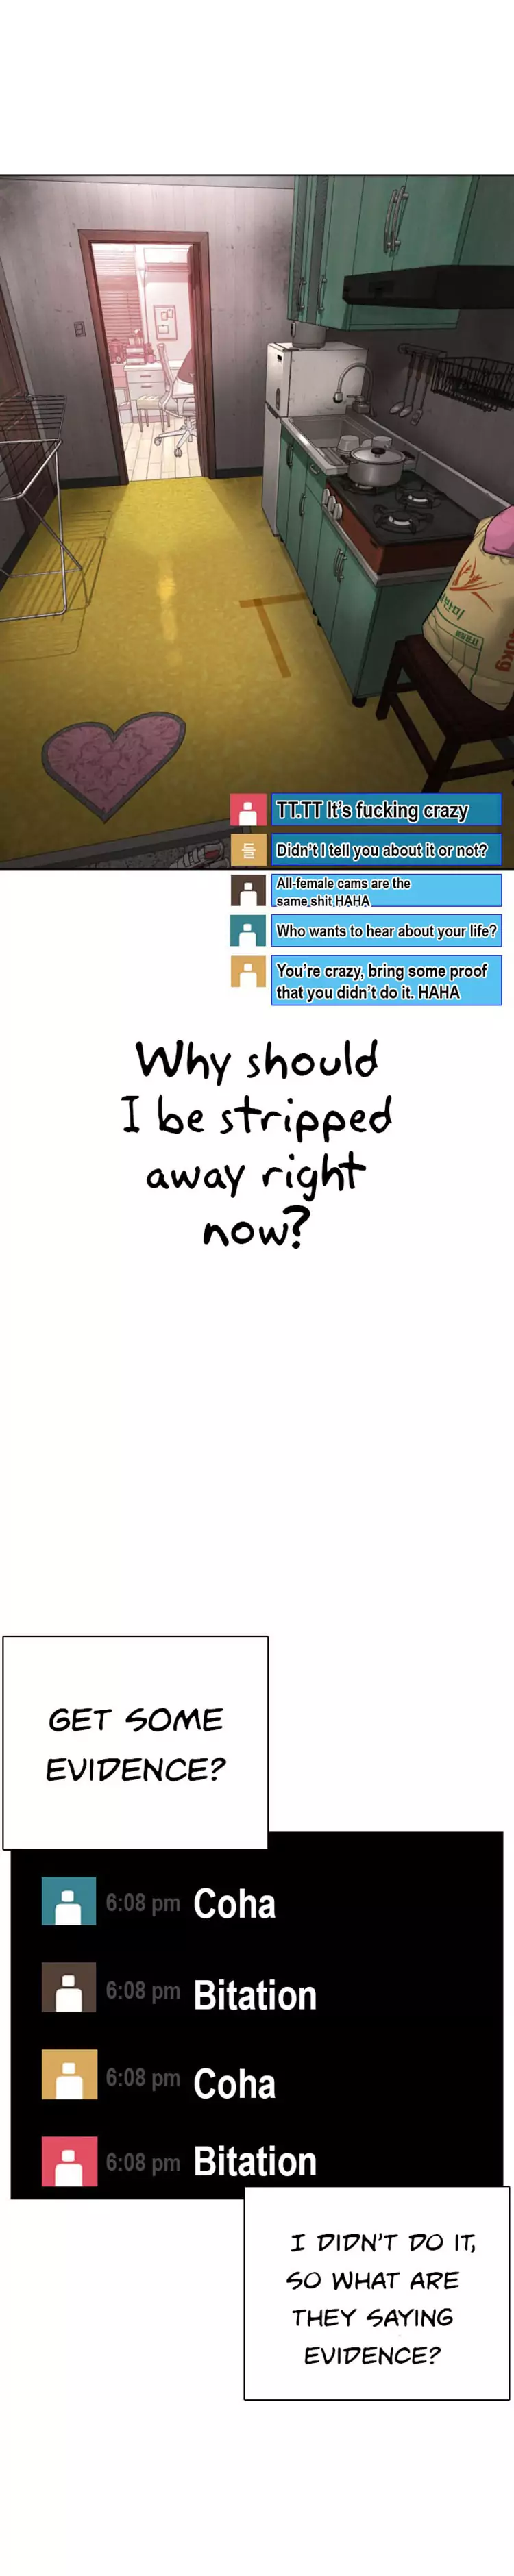 TT.TT It's fucking crazy
들
Didn't I tell you about it or not?
All-female cams are the
same shit HAHA
Who wants to hear about your life?
You're crazy, bring some proof
that you didn't do it. HAHA
Why should
I be stripped
away right
now?
GET SOME
EVIDENCE?
6:08 pm Coha
6:08 pm Bitation
6:08 pm Coha
6:08 pm Bitation
I DIDN'T DO IT,
SO WHAT ARE
THEY SAYING
EVIDENCE?